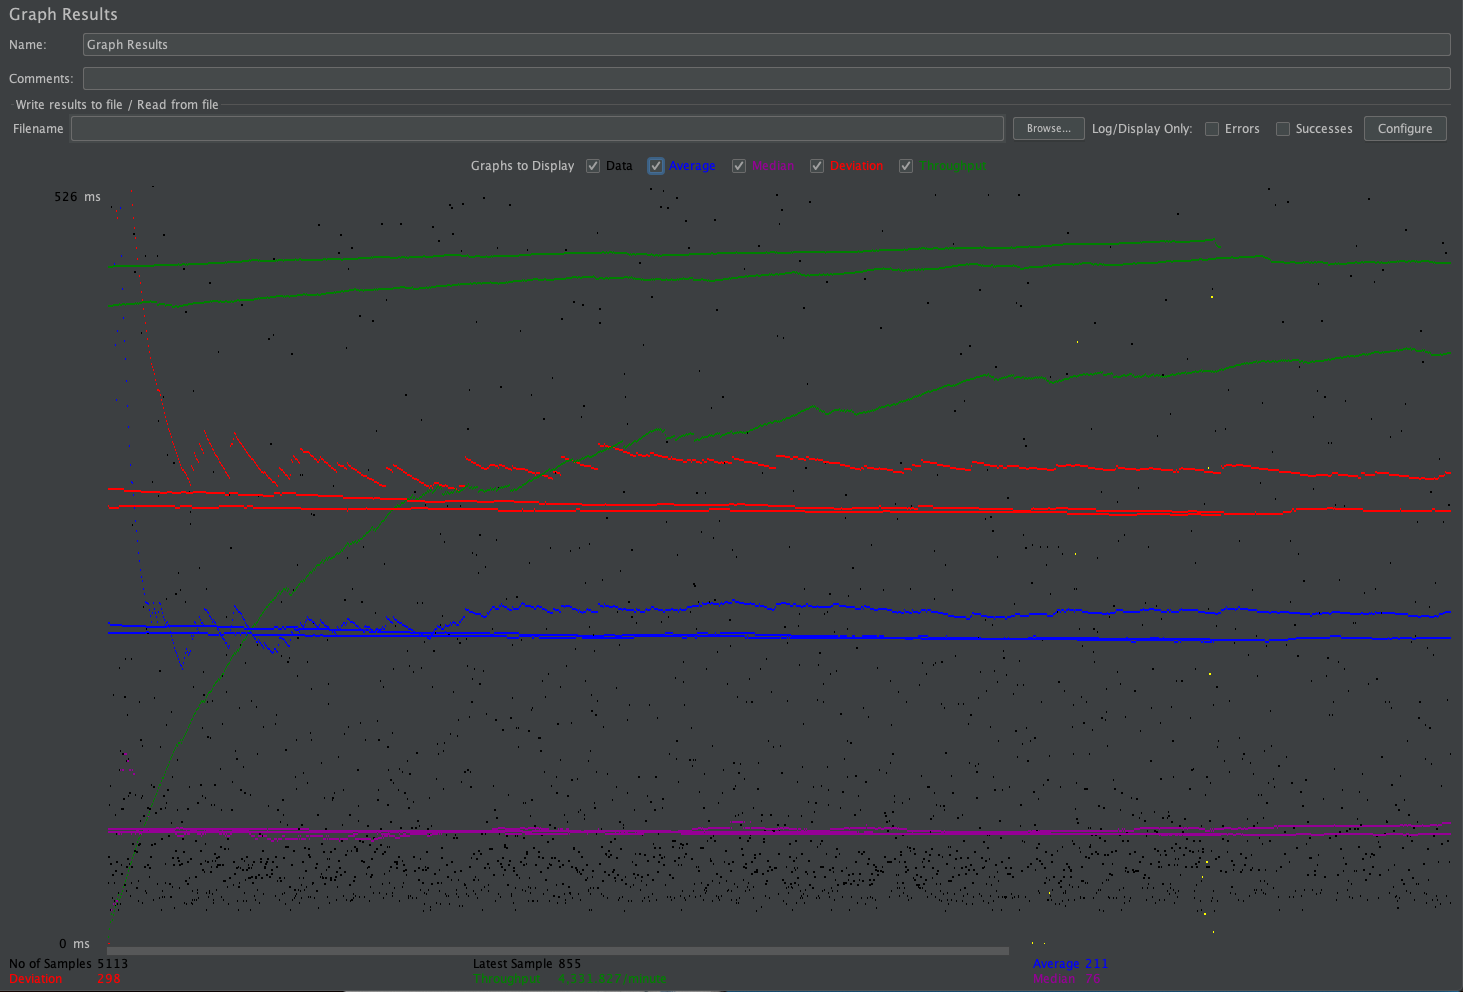 Graph Results
Name: Graph Results
Comments:
Write results to file / Read from file
Filename Browse... Log/Display Only: Errors Successes Configure
Graphs to Display Data Average Median Deviation Throughput
526 ms
0 ms
No of Samples 5113 Latest Sample 855 Average 211
Deviation 298 Throughput 4,331.827/minute Median 76